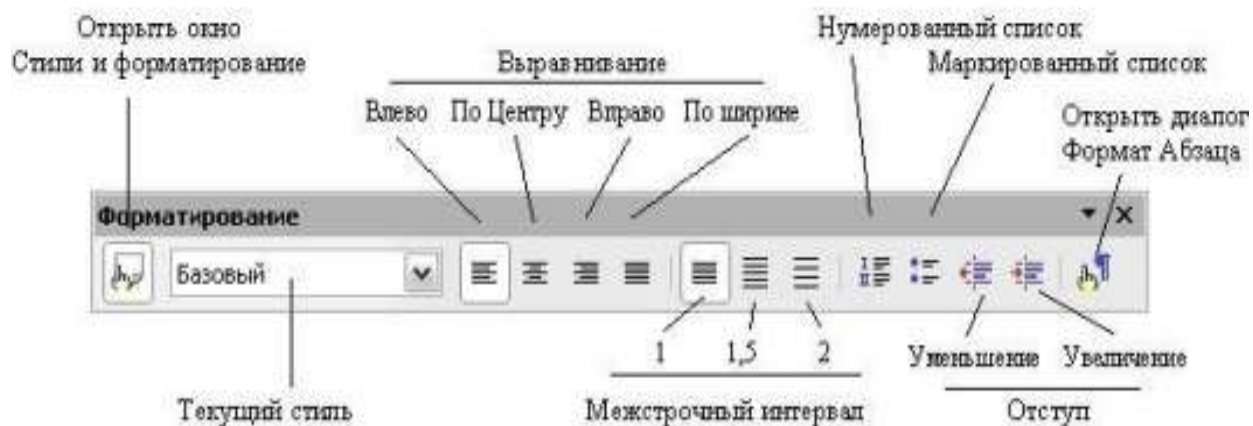 Открыть окно
Стили и форматирование
Выравнивание
Влево По Центру Вправо По ширине
Нумерованный список
Маркированный список
Открыть диалог
Формат Абзаца
Форматирование
Базовый
1 1,5 2
Уменьшение Увеличение
Текущий стиль
Межстрочный интервал
Отступ